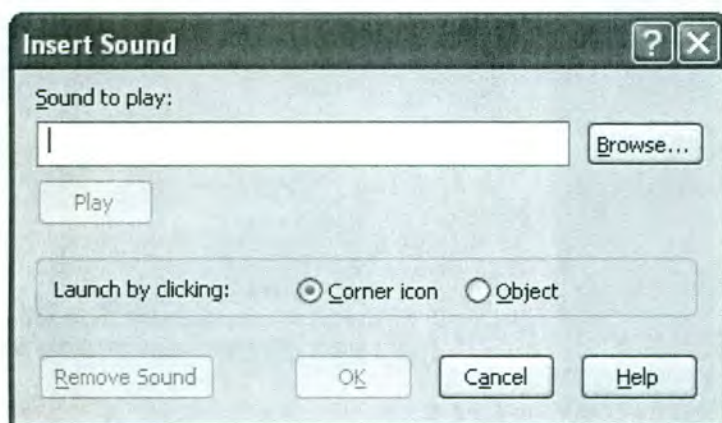 Insert Sound
Sound to play:
Browse...
Play
Launch by clicking: Corner icon Object
Remove Sound OK Cancel Help